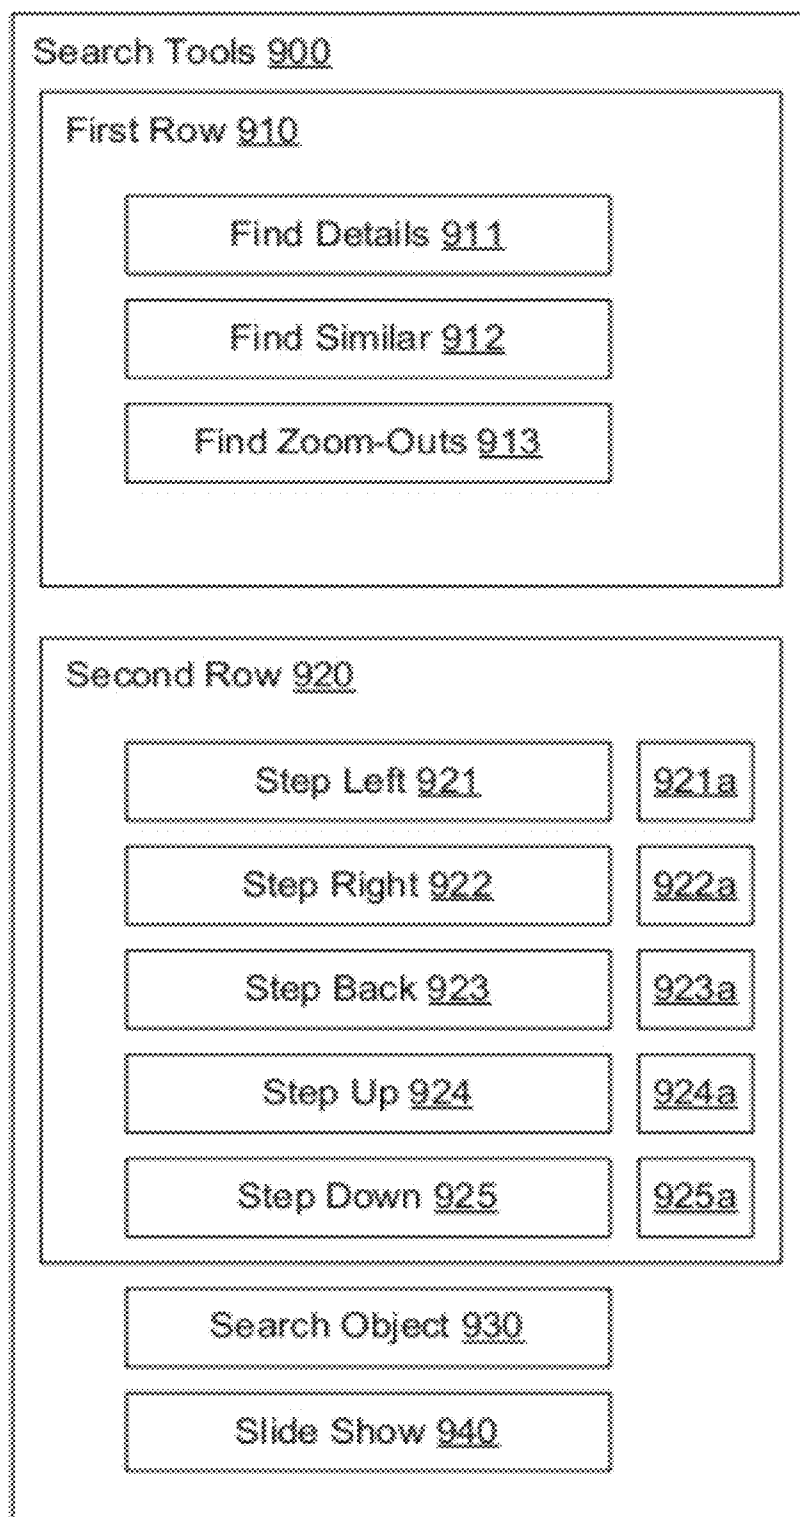 Search Tools 900
First Row 910
Find Details 911
Find Similar 912
Find Zoom-Outs 913
Second Row 920
Step Left 921 921a
Step Right 922 922a
Step Back 923 923a
Step Up 924 924a
Step Down 925 925a
Search Object 930
Slide Show 940